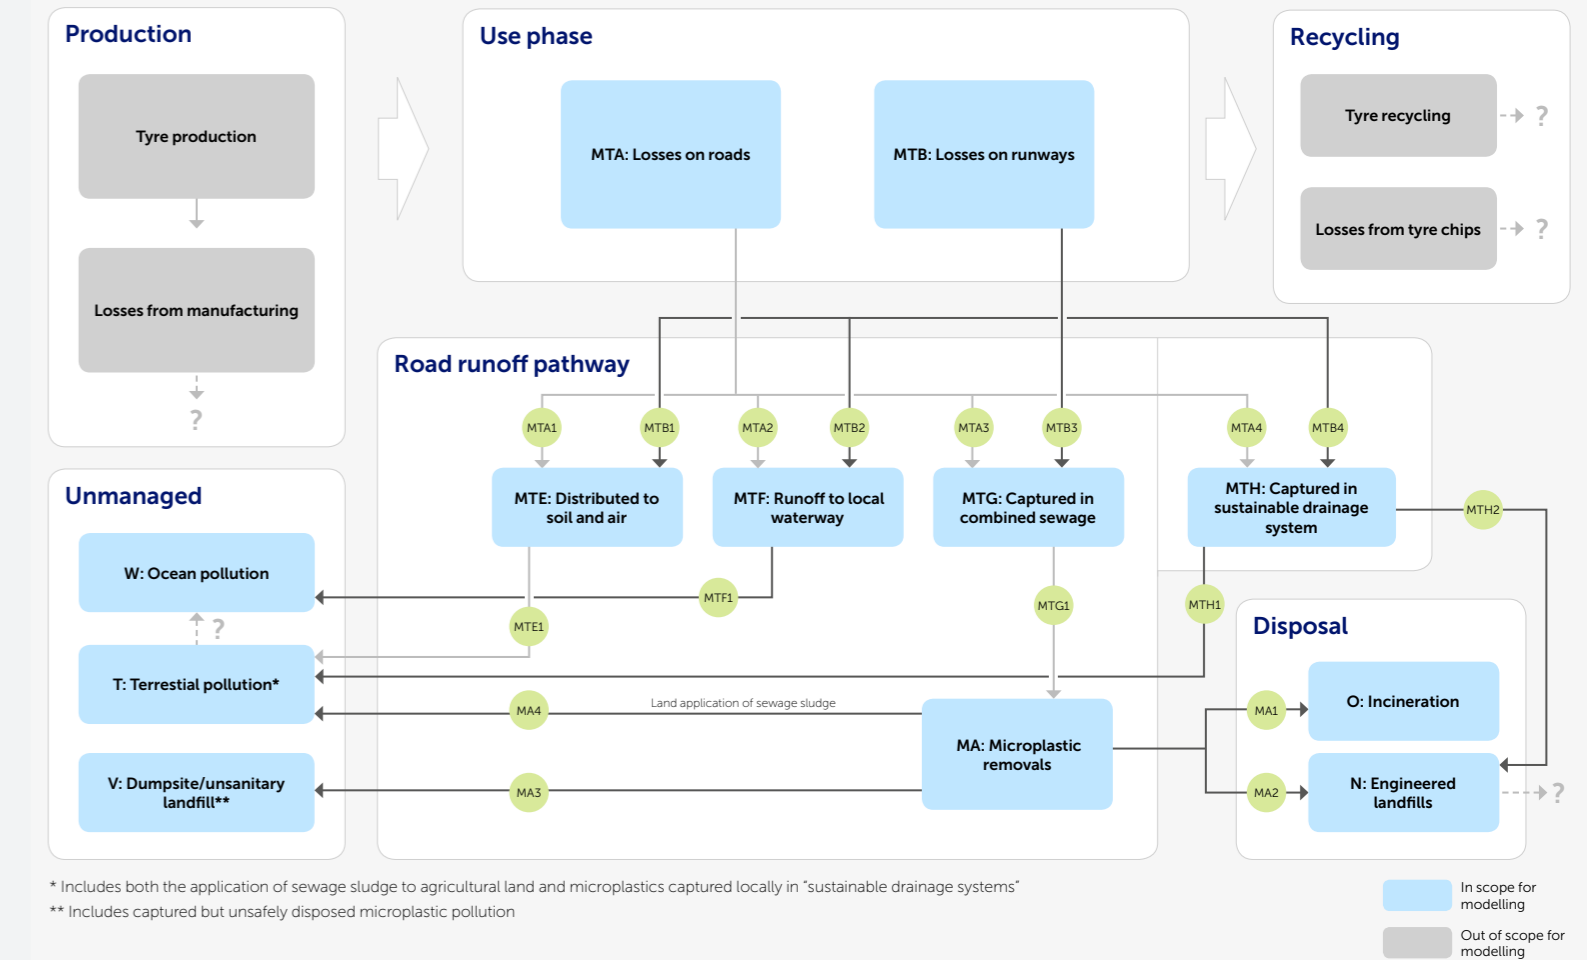 Production
Tyre production
Losses from manufacturing
?
Use phase
MTA: Losses on roads
MTB: Losses on runways
Recycling
Tyre recycling
?
Losses from tyre chips
?
Road runoff pathway
MTA1
MTB1
MTA2
MTB2
MTA3
MTB3
MTA4
MTB4
MTE: Distributed to
soil and air
MTF: Runoff to local
waterway
MTG: Captured in
combined sewage
MTH: Captured in
sustainable drainage
system
MTH2
MTF1
MTE1
MTG1
MTH1
Unmanaged
W: Ocean pollution
?
T: Terrestial pollution*
V: Dumpsite/unsanitary
landfill**
MA4
Land application of sewage sludge
MA3
MA: Microplastic
removals
MA1
MA2
Disposal
O: Incineration
N: Engineered
landfills
?
* Includes both the application of sewage sludge to agricultural land and microplastics captured locally in “sustainable drainage systems”
** Includes captured but unsafely disposed microplastic pollution
In scope for
modelling
Out of scope for
modelling